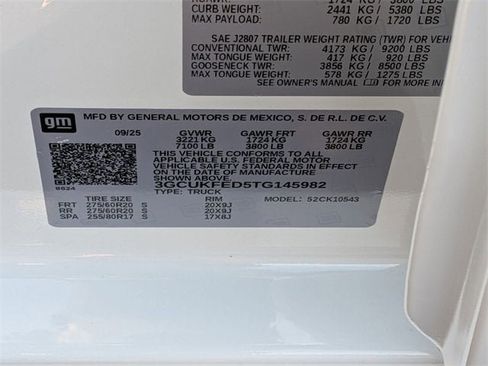 1724 KG / 3800 LBS
CURB WEIGHT: 2441 KG / 5380 LBS
MAX PAYLOAD: 780 KG / 1720 LBS
SAE J2807 TRAILER WEIGHT RATING (TWR) FOR VEHIC
CONVENTIONAL TWR: 4173 KG / 9200 LBS
MAX TONGUE WEIGHT: 417 KG / 920 LBS
GOOSENECK TWR: 3856 KG / 8500 LBS
MAX TONGUE WEIGHT: 578 KG / 1275 LBS
SEE OWNER'S MANUAL FOR MORE INF
gm MFD BY GENERAL MOTORS DE MEXICO, S. DE R.L. DE C.V.
09/25 GVWR GAWR FRT GAWR RR
3221 KG 1724 KG 1724 KG
7100 LB 3800 LB 3800 LB
THIS VEHICLE CONFORMS TO ALL
APPLICABLE U.S. FEDERAL MOTOR
VEHICLE SAFETY STANDARDS IN EFFECT
ON THE DATE OF MANUFACTURE SHOWN
ABOVE.
3GCUKFED5TG145982
TYPE: TRUCK
TIRE SIZE RIM MODEL: 52CK10543
FRT 275/60R20 S 20X9J
RR 275/60R20 S 20X9J
SPA 255/80R17 S 17X8J